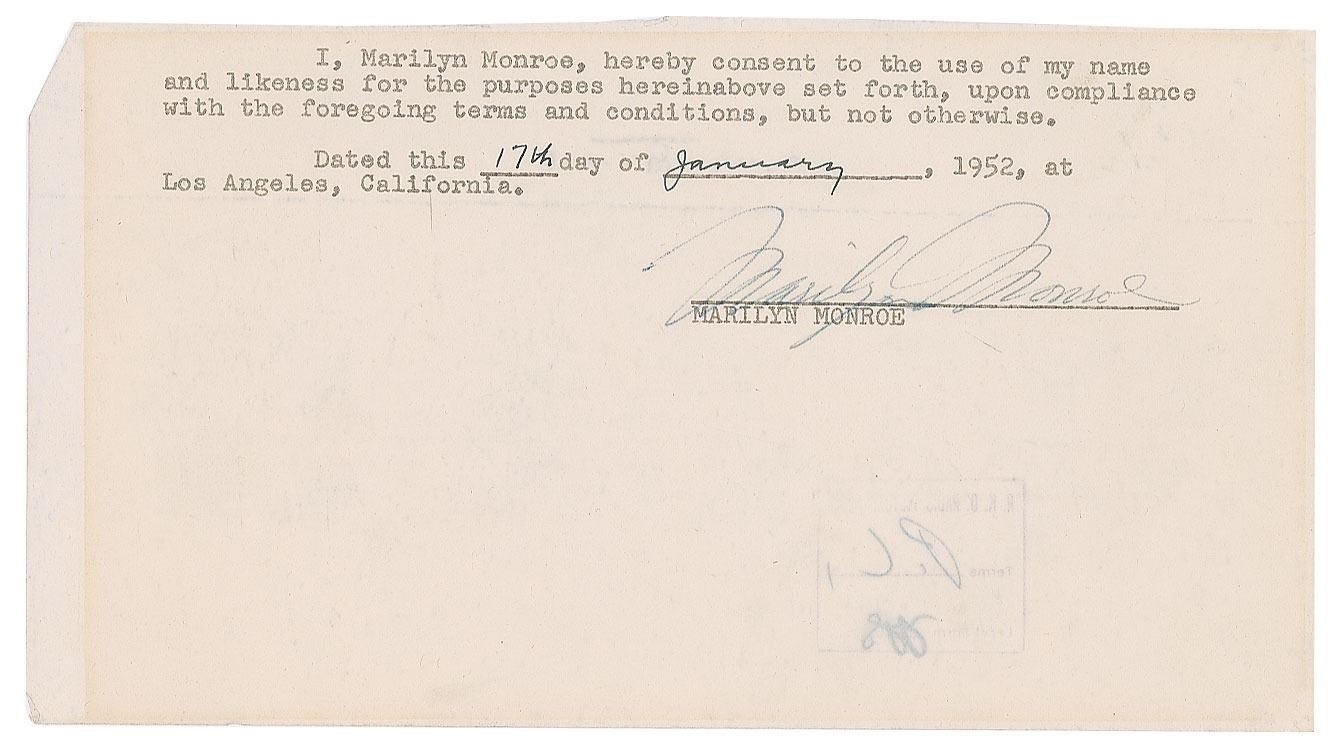 I, Marilyn Monroe, hereby consent to the use of my name
and likeness for the purposes hereinabove set forth, upon compliance
with the foregoing terms and conditions, but not otherwise.
Dated this 17th day of January, 1952, at
Los Angeles, California.
Marilyn Monroe
MARILYN MONROE
R. K. O.
Terms